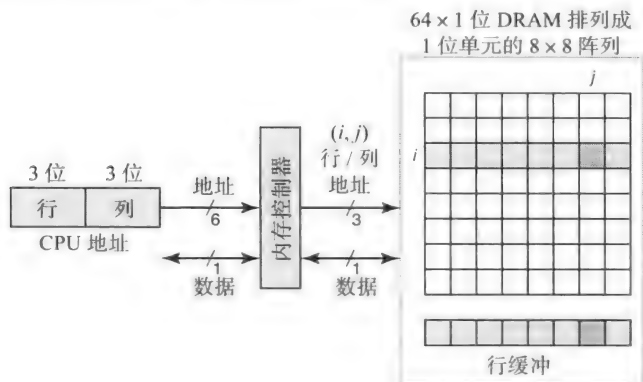 64 × 1 位 DRAM 排列成
1 位单元的 8 × 8 阵列
j
(i, j)
行 / 列
地址
3
i
3 位 3 位
行 列
CPU 地址
地址
6
内存控制器
1
数据
1
数据
行缓冲